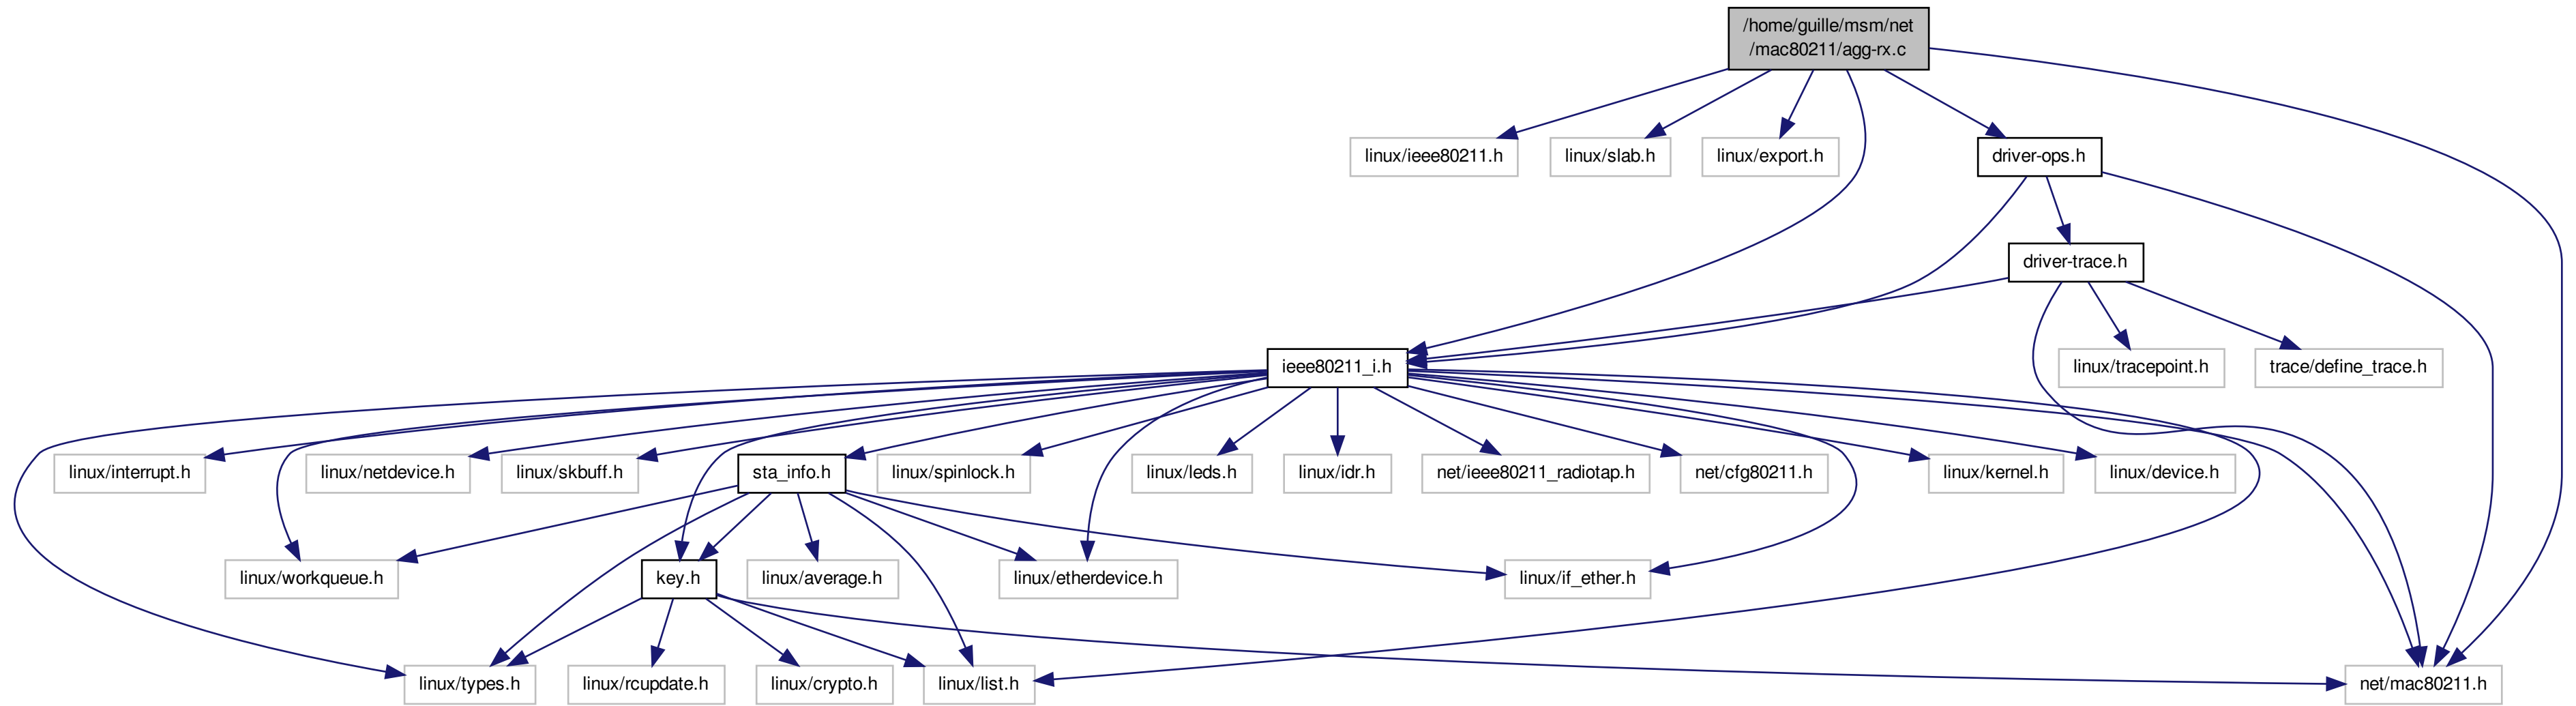 /home/guille/msm/net
/mac80211/agg-rx.c
linux/ieee80211.h
linux/slab.h
linux/export.h
driver-ops.h
driver-trace.h
ieee80211_i.h
linux/tracepoint.h
trace/define_trace.h
linux/interrupt.h
linux/netdevice.h
linux/skbuff.h
sta_info.h
linux/spinlock.h
linux/leds.h
linux/idr.h
net/ieee80211_radiotap.h
net/cfg80211.h
linux/kernel.h
linux/device.h
linux/workqueue.h
key.h
linux/average.h
linux/etherdevice.h
linux/if_ether.h
linux/types.h
linux/rcupdate.h
linux/crypto.h
linux/list.h
net/mac80211.h